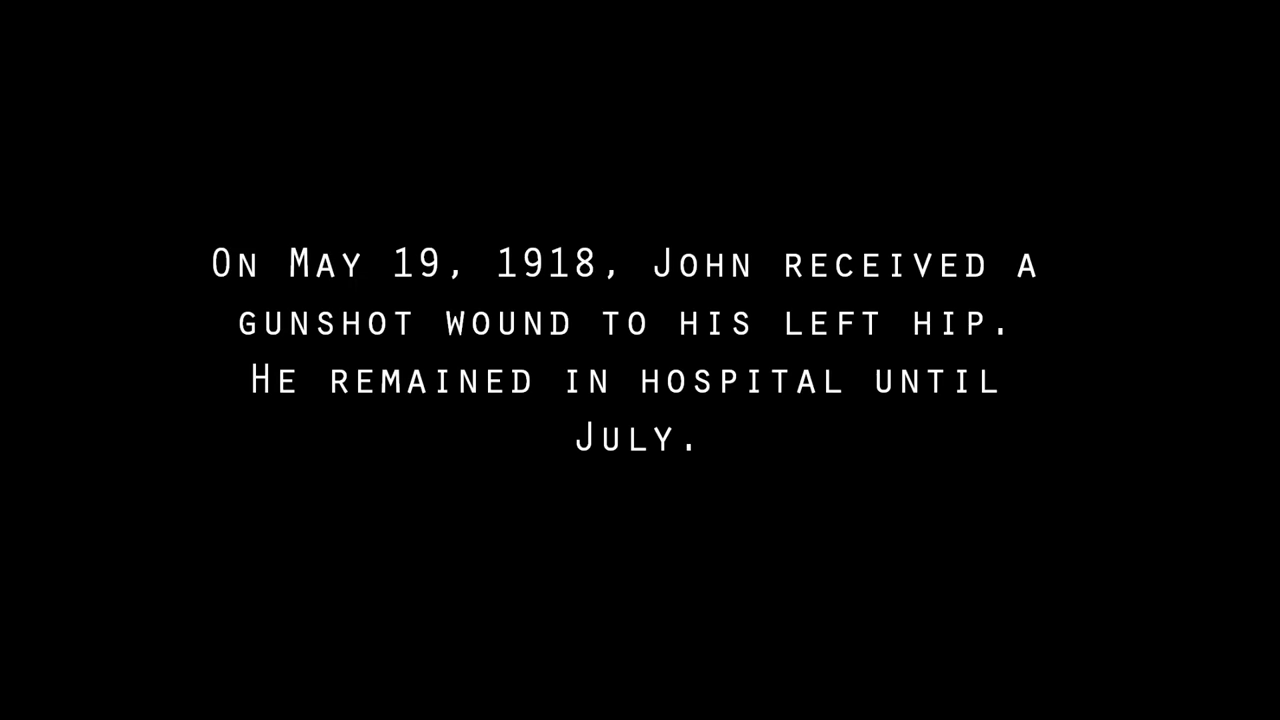 On May 19, 1918, John received a
gunshot wound to his left hip.
He remained in hospital until
July.